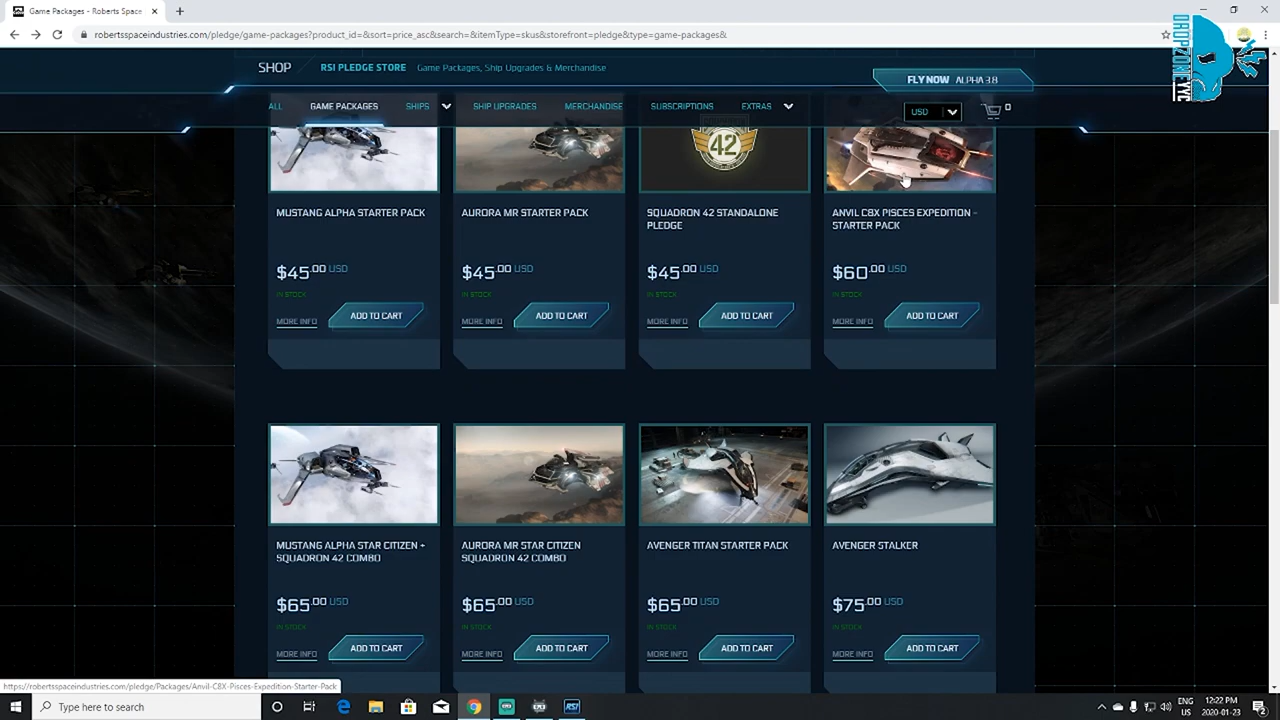 Game Packages - Roberts Space
robertsspaceindustries.com/pledge/game-packages?product_id=&sort=price_asc&search=&itemType=skus&storefront=pledge&type=game-packages&
DROPZONE YYC
SHOP
RSI PLEDGE STORE
Game Packages, Ship Upgrades & Merchandise
FLY NOW ALPHA 3.8
ALL
GAME PACKAGES
SHIPS
SHIP UPGRADES
MERCHANDISE
SUBSCRIPTIONS
EXTRAS
USD
0
42
MUSTANG ALPHA STARTER PACK
$45.00 USD
IN STOCK
MORE INFO
ADD TO CART
AURORA MR STARTER PACK
$45.00 USD
IN STOCK
MORE INFO
ADD TO CART
SQUADRON 42 STANDALONE
PLEDGE
$45.00 USD
IN STOCK
MORE INFO
ADD TO CART
ANVIL C8X PISCES EXPEDITION -
STARTER PACK
$60.00 USD
IN STOCK
MORE INFO
ADD TO CART
MUSTANG ALPHA STAR CITIZEN +
SQUADRON 42 COMBO
$65.00 USD
IN STOCK
MORE INFO
ADD TO CART
AURORA MR STAR CITIZEN
SQUADRON 42 COMBO
$65.00 USD
IN STOCK
MORE INFO
ADD TO CART
AVENGER TITAN STARTER PACK
$65.00 USD
IN STOCK
MORE INFO
ADD TO CART
AVENGER STALKER
$75.00 USD
IN STOCK
MORE INFO
ADD TO CART
https://robertsspaceindustries.com/pledge/Packages/Anvil-C8X-Pisces-Expedition-Starter-Pack
Type here to search
RSI
ENG
US
12:22 PM
2020-01-23
2